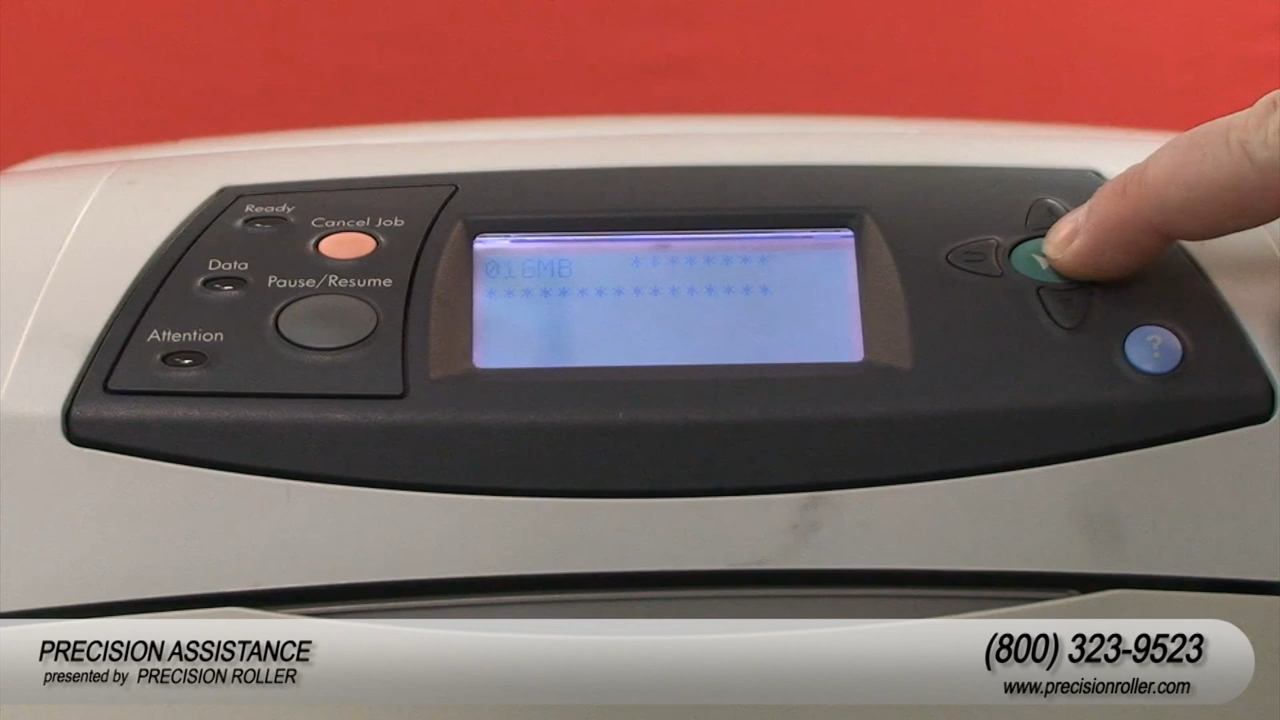 Ready
Cancel Job
Data
Pause/Resume
Attention
016MB ********
****************
?
PRECISION ASSISTANCE
presented by PRECISION ROLLER
(800) 323-9523
www.precisionroller.com